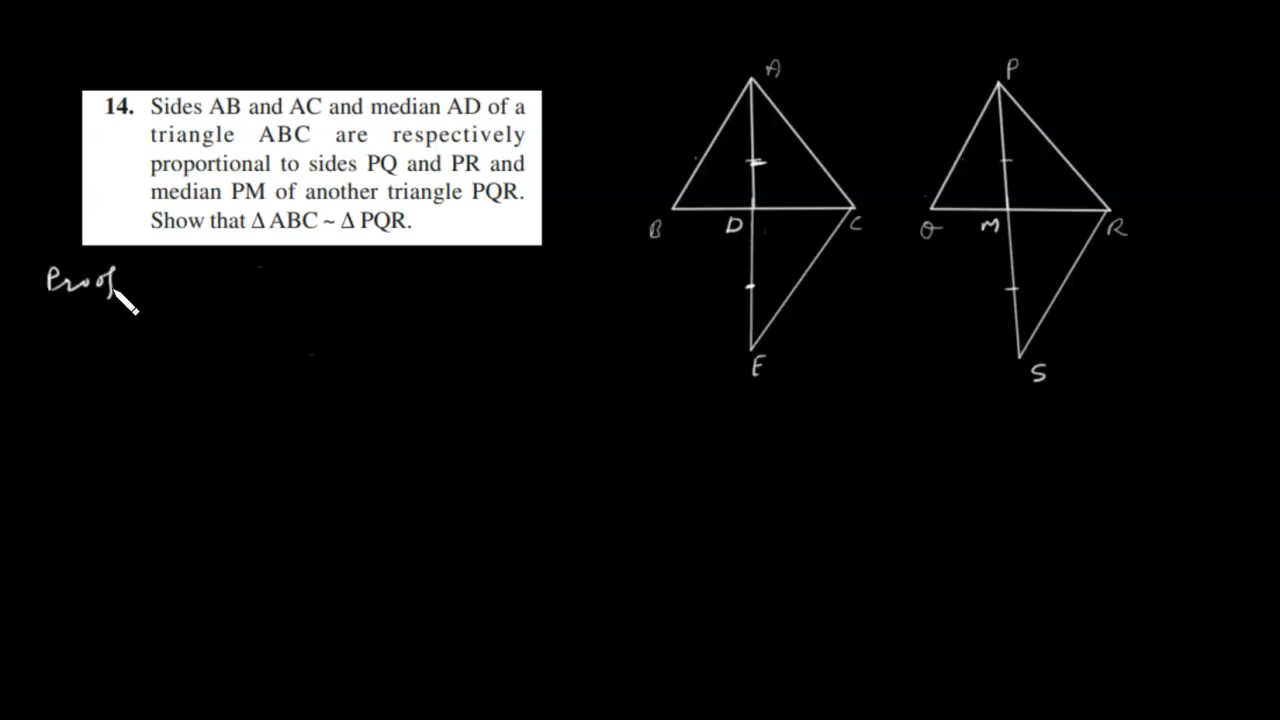 14. Sides AB and AC and median AD of a
triangle ABC are respectively
proportional to sides PQ and PR and
median PM of another triangle PQR.
Show that Δ ABC ~ Δ PQR.
Proof
A
B
D
C
E
P
Q
M
R
S